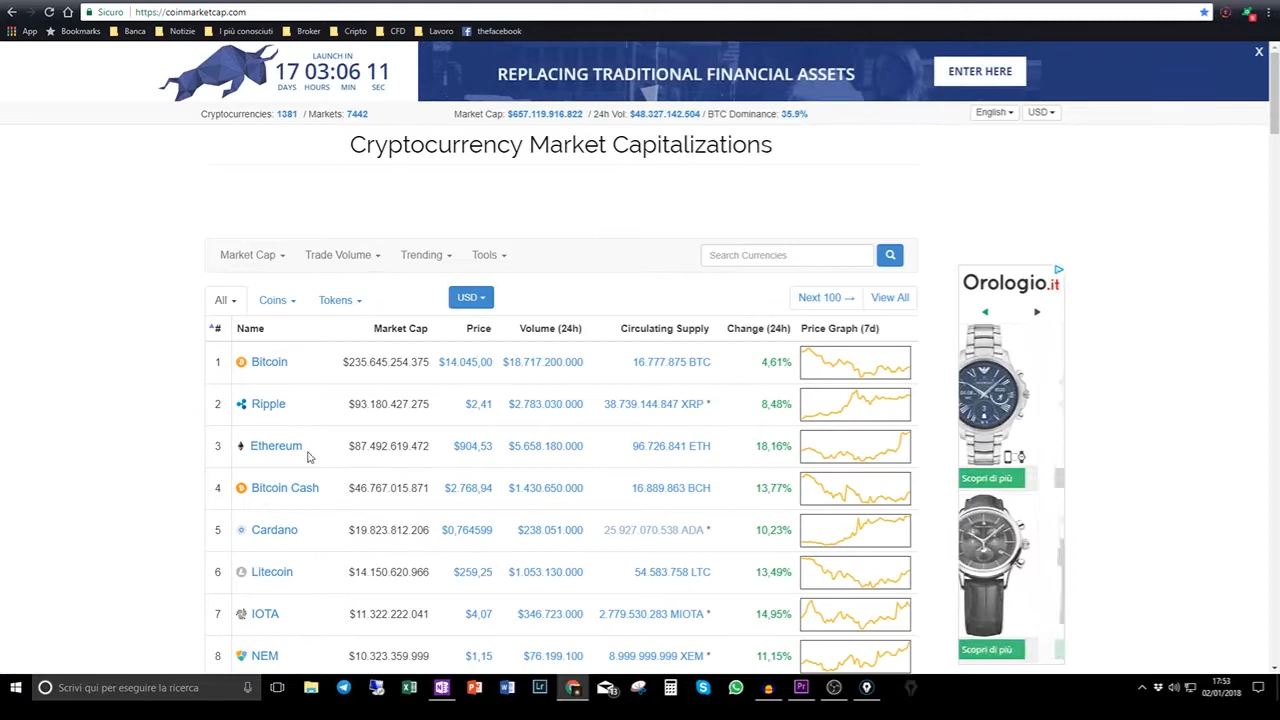 Sicuro | https://coinmarketcap.com
App Bookmarks Banca Notizie I più conosciuti Broker Cripto CFD Lavoro thefacebook
LAUNCH IN
17 03:06 11
DAYS HOURS MIN SEC
REPLACING TRADITIONAL FINANCIAL ASSETS
ENTER HERE
X
Cryptocurrencies: 1381 / Markets: 7442
Market Cap: $657.119.916.822 / 24h Vol: $48.327.142.504 / BTC Dominance: 35.9%
English USD
Cryptocurrency Market Capitalizations
Market Cap Trade Volume Trending Tools
Search Currencies
All Coins Tokens USD Next 100 → View All
# Name Market Cap Price Volume (24h) Circulating Supply Change (24h) Price Graph (7d)
1 Bitcoin $235 645.254.375 $14.045,00 $18.717.200.000 16.777.875 BTC 4,61%
2 Ripple $93 180.427.275 $2,41 $2.783.030.000 38.739.144.847 XRP * 8,48%
3 Ethereum $87.492.619.472 $904,53 $5.658.180.000 96.726.841 ETH 18,16%
4 Bitcoin Cash $46.767.015.871 $2.768,94 $1.430.650.000 16.889.863 BCH 13,77%
5 Cardano $19 823.812.206 $0,764599 $238.051.000 25.927.070.538 ADA * 10,23%
6 Litecoin $14 150.620.966 $259,25 $1.053.130.000 54.583.758 LTC 13,49%
7 IOTA $11.322.222.041 $4,07 $346.723.000 2.779.530.283 MIOTA * 14,95%
8 NEM $10 323.359.999 $1,15 $76.199.100 8.999.999.999 XEM * 11,15%
Orologio.it
Scopri di più
Scopri di più
Scrivi qui per eseguire la ricerca
13
17:53
02/01/2018